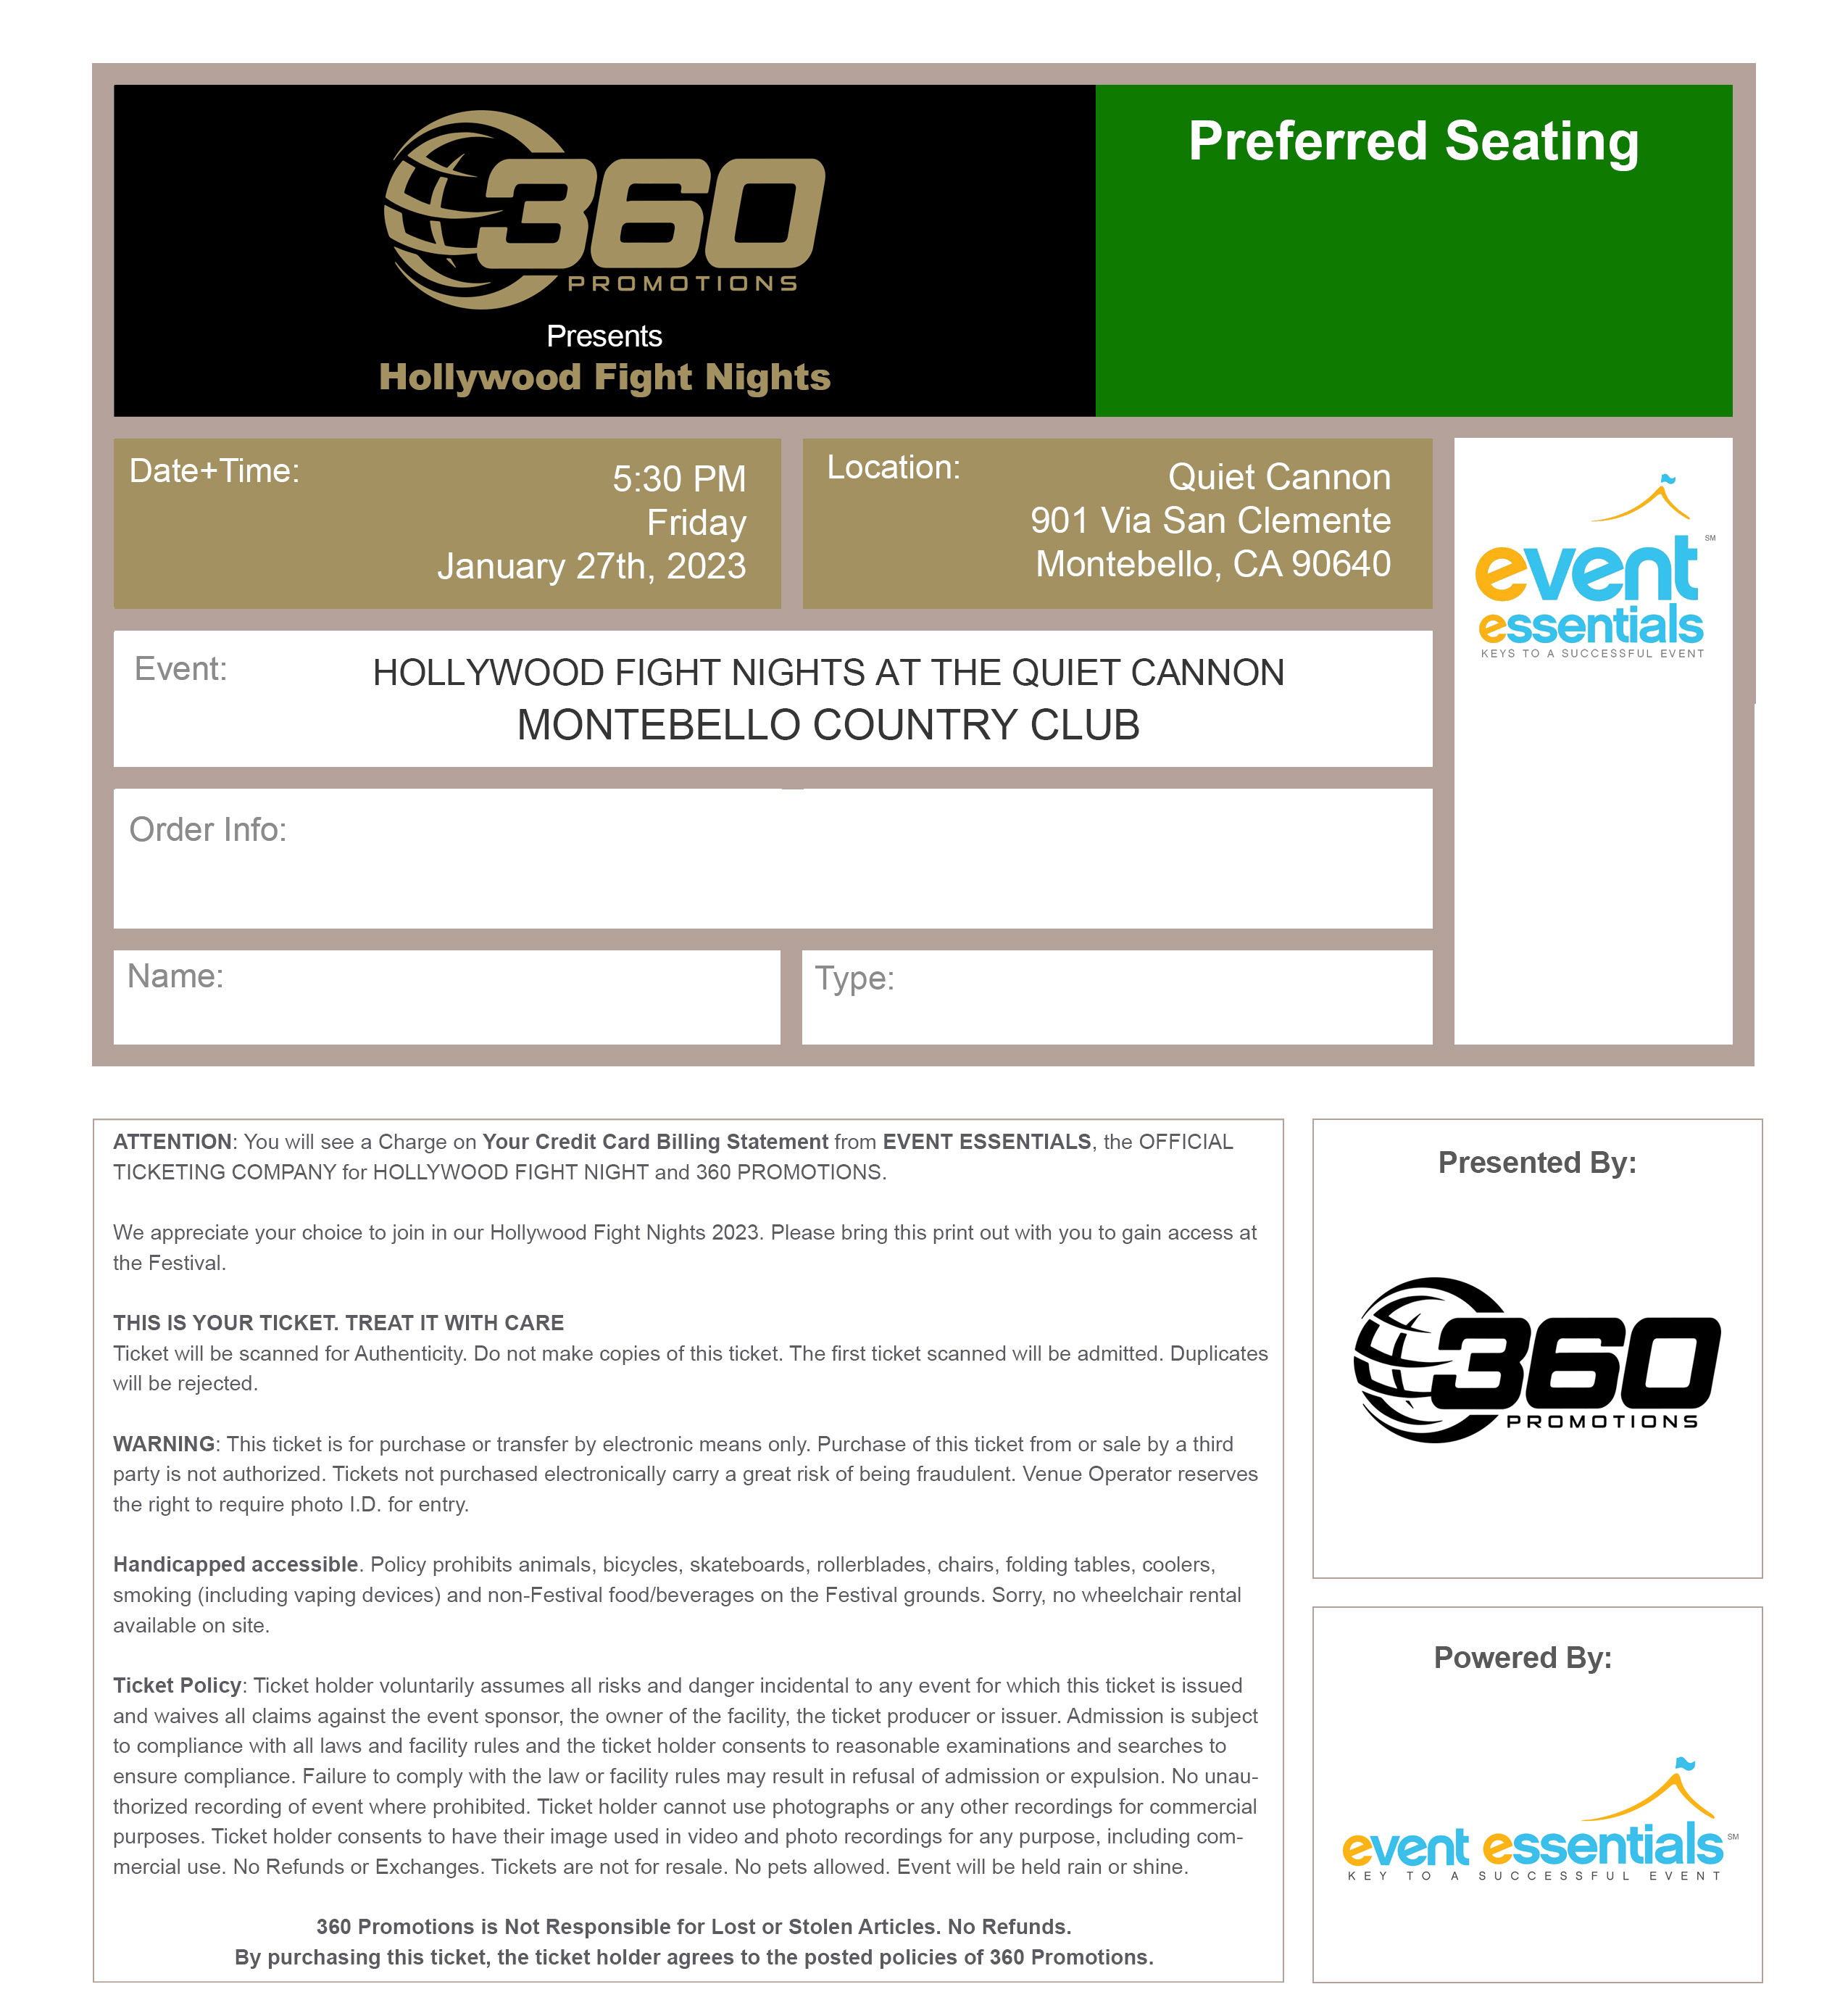 360
PROMOTIONS
Presents
Hollywood Fight Nights
Preferred Seating
Date+Time:
5:30 PM
Friday
January 27th, 2023
Location:
Quiet Cannon
901 Via San Clemente
Montebello, CA 90640
event SM
essentials
KEYS TO A SUCCESSFUL EVENT
Event:
HOLLYWOOD FIGHT NIGHTS AT THE QUIET CANNON
MONTEBELLO COUNTRY CLUB
Order Info:
Name:
Type:
ATTENTION: You will see a Charge on Your Credit Card Billing Statement from EVENT ESSENTIALS, the OFFICIAL
TICKETING COMPANY for HOLLYWOOD FIGHT NIGHT and 360 PROMOTIONS.
We appreciate your choice to join in our Hollywood Fight Nights 2023. Please bring this print out with you to gain access at
the Festival.
THIS IS YOUR TICKET. TREAT IT WITH CARE
Ticket will be scanned for Authenticity. Do not make copies of this ticket. The first ticket scanned will be admitted. Duplicates
will be rejected.
WARNING: This ticket is for purchase or transfer by electronic means only. Purchase of this ticket from or sale by a third
party is not authorized. Tickets not purchased electronically carry a great risk of being fraudulent. Venue Operator reserves
the right to require photo I.D. for entry.
Handicapped accessible. Policy prohibits animals, bicycles, skateboards, rollerblades, chairs, folding tables, coolers,
smoking (including vaping devices) and non-Festival food/beverages on the Festival grounds. Sorry, no wheelchair rental
available on site.
Ticket Policy: Ticket holder voluntarily assumes all risks and danger incidental to any event for which this ticket is issued
and waives all claims against the event sponsor, the owner of the facility, the ticket producer or issuer. Admission is subject
to compliance with all laws and facility rules and the ticket holder consents to reasonable examinations and searches to
ensure compliance. Failure to comply with the law or facility rules may result in refusal of admission or expulsion. No unau-
thorized recording of event where prohibited. Ticket holder cannot use photographs or any other recordings for commercial
purposes. Ticket holder consents to have their image used in video and photo recordings for any purpose, including com-
mercial use. No Refunds or Exchanges. Tickets are not for resale. No pets allowed. Event will be held rain or shine.
360 Promotions is Not Responsible for Lost or Stolen Articles. No Refunds.
By purchasing this ticket, the ticket holder agrees to the posted policies of 360 Promotions.
Presented By:
360
PROMOTIONS
Powered By:
event essentials SM
KEY TO A SUCCESSFUL EVENT